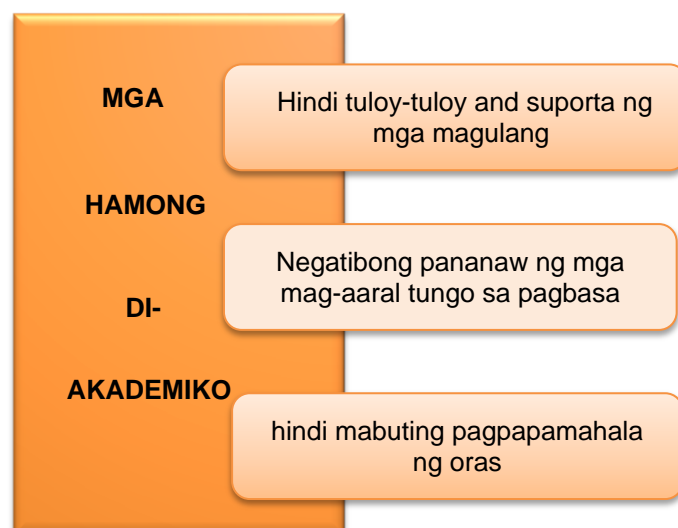 MGA
HAMONG
DI-
AKADEMIKO
Hindi tuloy-tuloy and suporta ng
mga magulang
Negatibong pananaw ng mga
mag-aaral tungo sa pagbasa
hindi mabuting pagpapamahala
ng oras